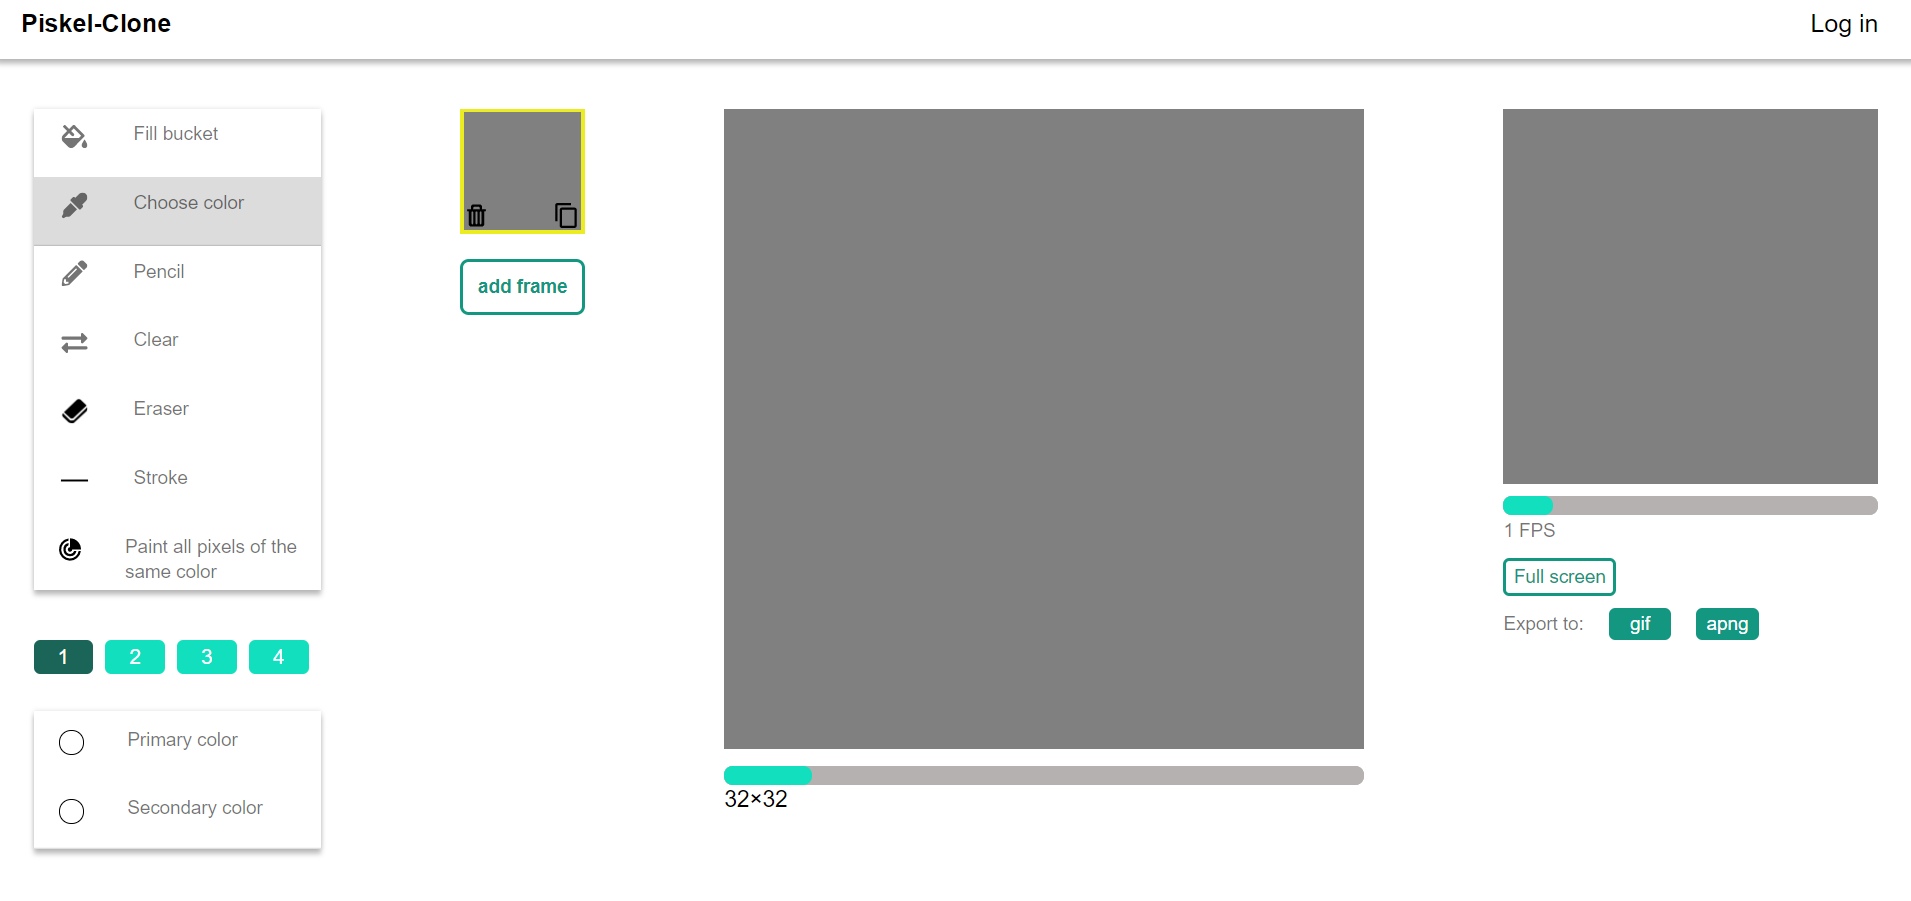 Piskel-Clone
Log in
Fill bucket
Choose color
Pencil
Clear
Eraser
Stroke
Paint all pixels of the
same color
1
2
3
4
Primary color
Secondary color
add frame
32×32
1 FPS
Full screen
Export to:
gif
apng